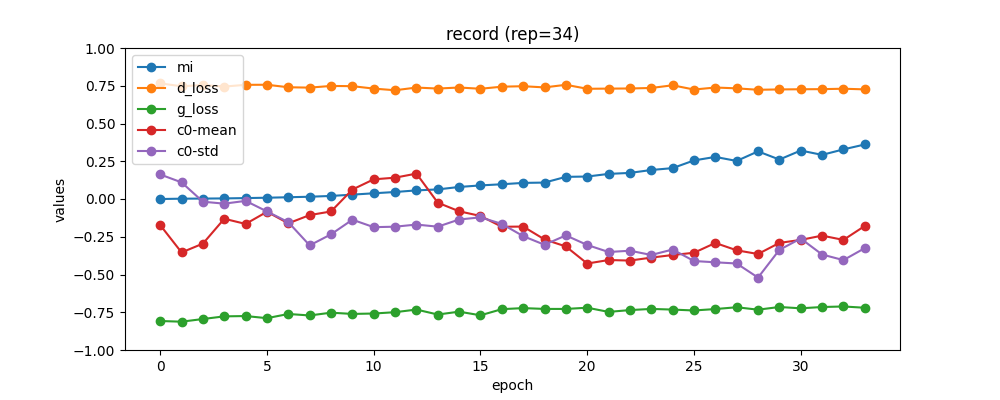 record (rep=34)
1.00
0.75
0.50
0.25
0.00
−0.25
−0.50
−0.75
−1.00
values
mi
d_loss
g_loss
c0-mean
c0-std
0 5 10 15 20 25 30
epoch